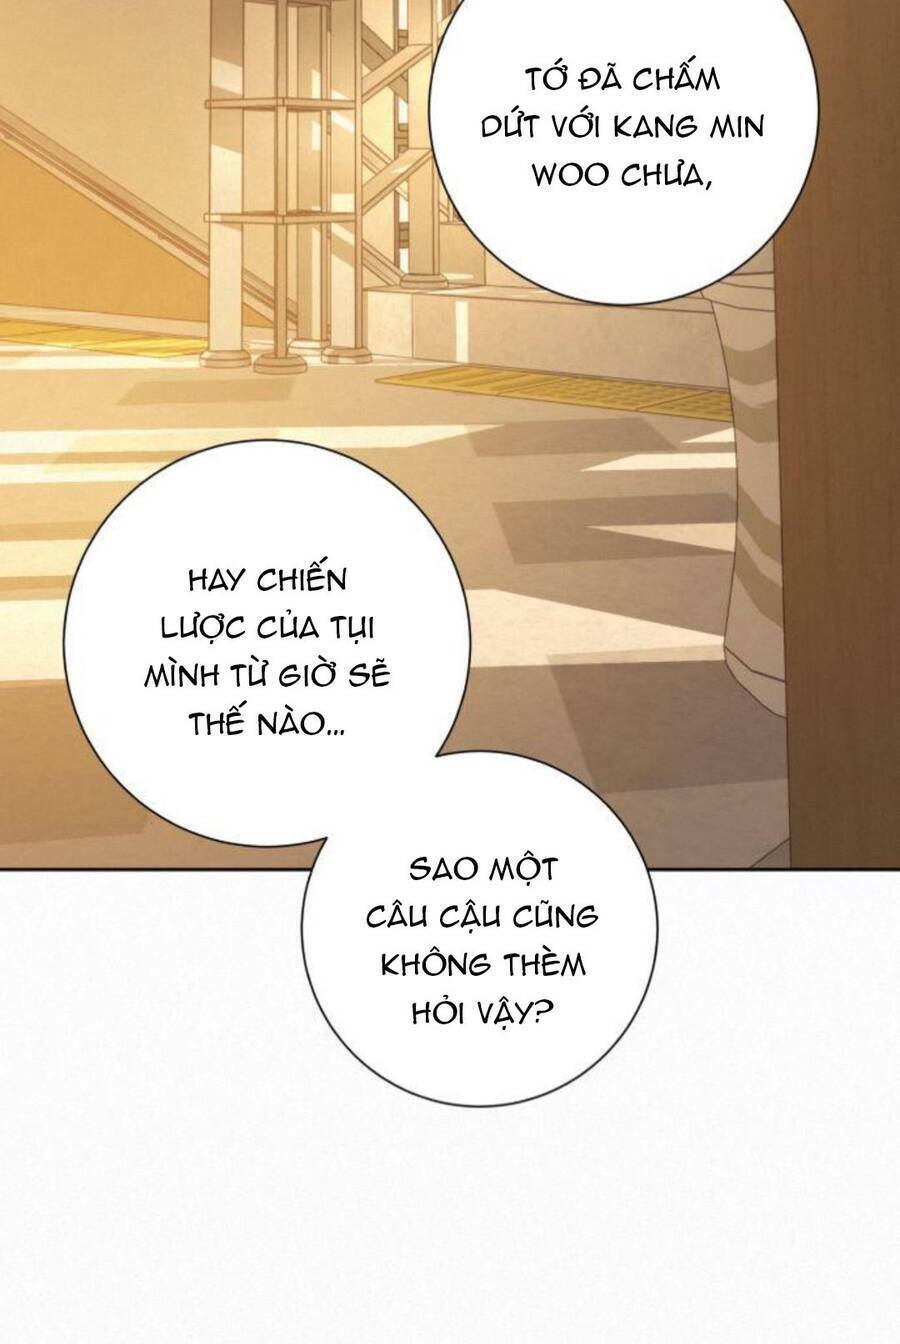 TỚ ĐÃ CHẤM
DỨT VỚI KANG MIN
WOO CHƯA,
HAY CHIẾN
LƯỢC CỦA TỤI
MÌNH TỪ GIỜ SẼ
THẾ NÀO...
SAO MỘT
CÂU CẬU CŨNG
KHÔNG THÈM
HỎI VẬY?